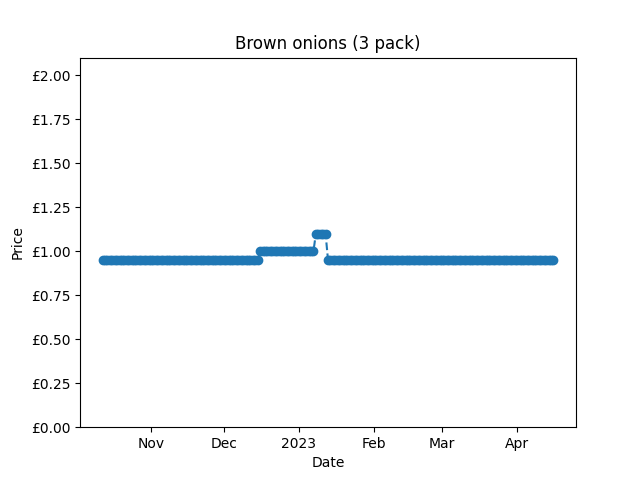 Brown onions (3 pack)
£2.00
£1.75
£1.50
£1.25
£1.00
£0.75
£0.50
£0.25
£0.00
Price
Nov Dec 2023 Feb Mar Apr
Date